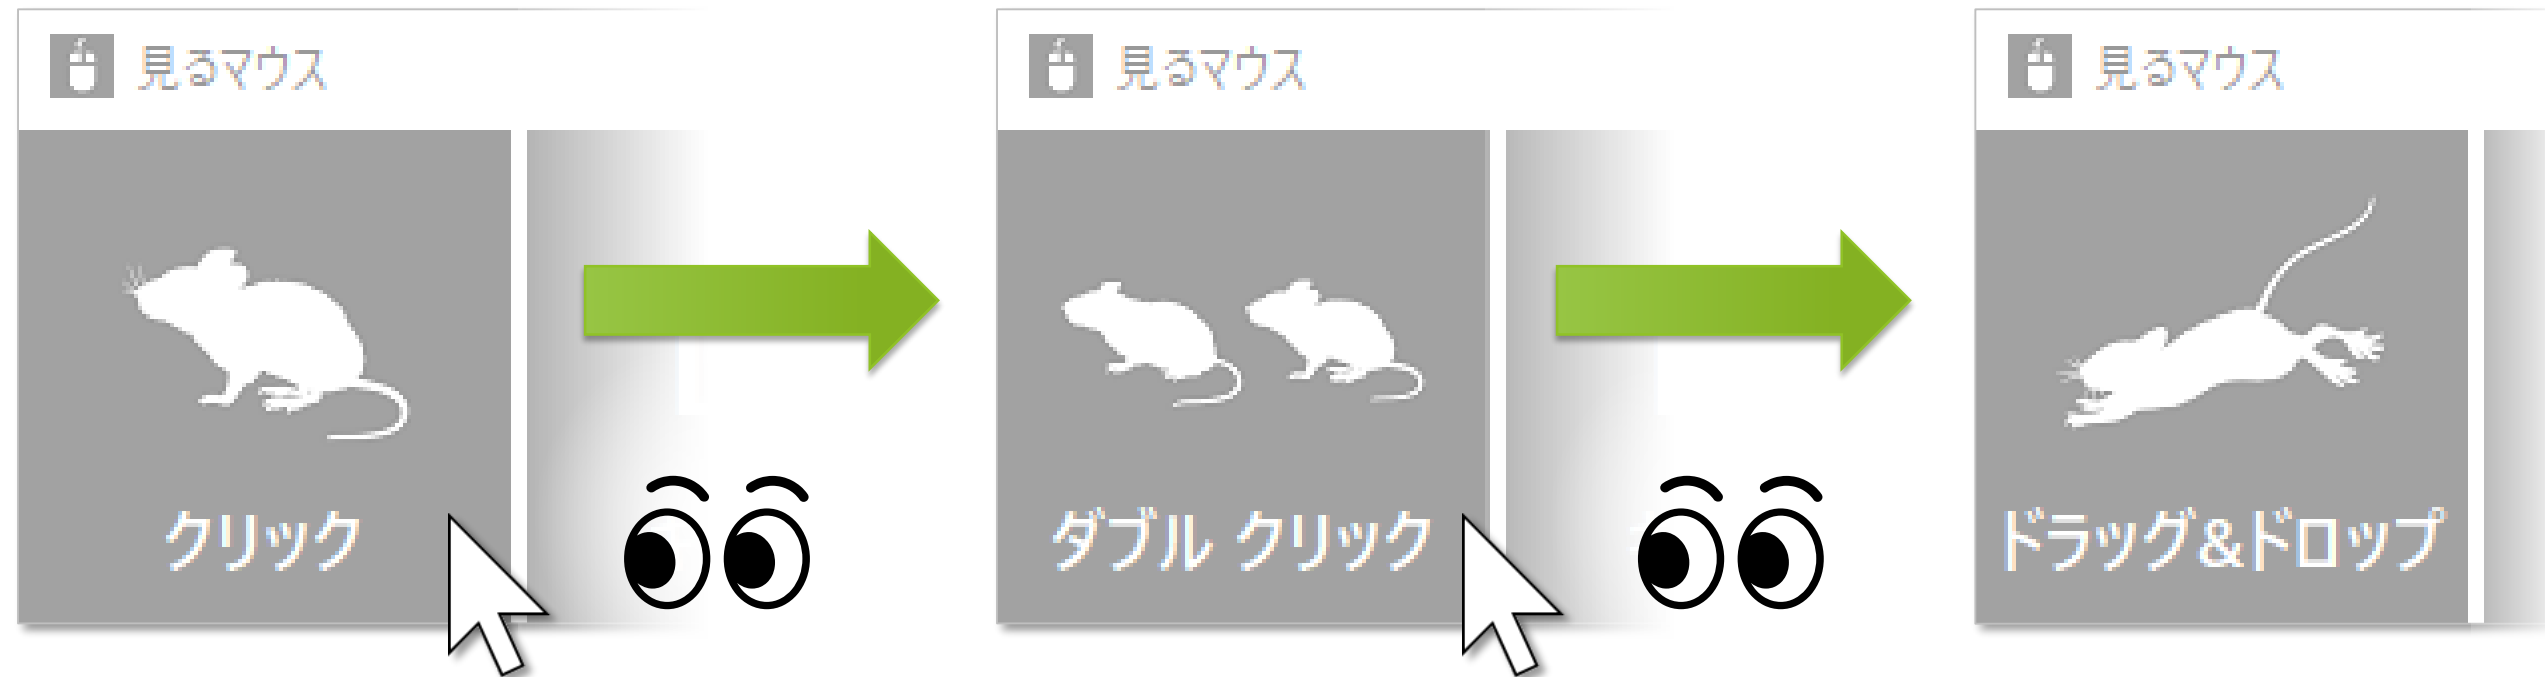 見るマウス
クリック
見るマウス
ダブル クリック
見るマウス
ドラッグ&ドロップ